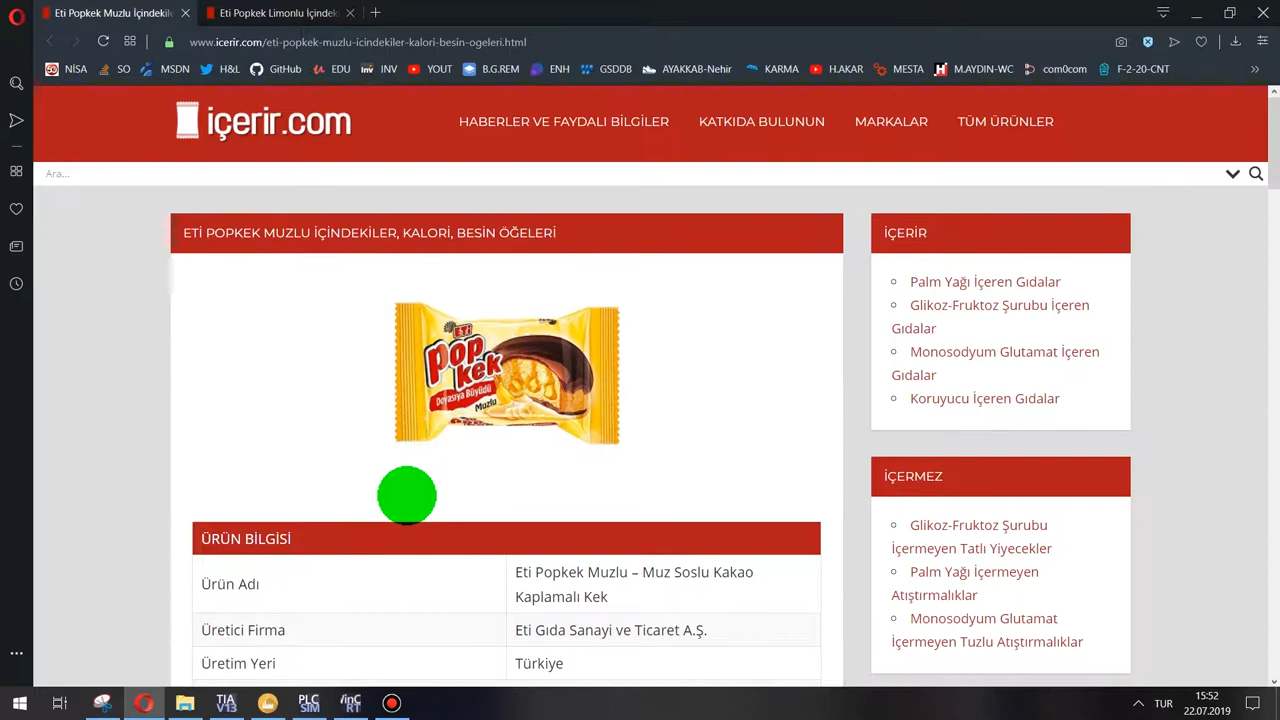 Eti Popkek Muzlu İçindekile
Eti Popkek Limonlu İçindek
www.icerir.com/eti-popkek-muzlu-icindekiler-kalori-besin-ogeleri.html
NİSA
SO
MSDN
H&L
GitHub
EDU
INV
YOUT
B.G.REM
ENH
GSDDB
AYAKKAB-Nehir
KARMA
H.AKAR
MESTA
M.AYDIN-WC
com0com
F-2-20-CNT
içerir.com
HABERLER VE FAYDALI BİLGİLER
KATKIDA BULUNUN
MARKALAR
TÜM ÜRÜNLER
Ara...
ETİ POPKEK MUZLU İÇİNDEKİLER, KALORİ, BESİN ÖĞELERİ
ETİ
pop
kek
Doyasıya Büyüdü
Muzlu
ÜRÜN BİLGİSİ
Ürün Adı
Eti Popkek Muzlu – Muz Soslu Kakao
Kaplamalı Kek
Üretici Firma
Eti Gıda Sanayi ve Ticaret A.Ş.
Üretim Yeri
Türkiye
İÇERİR
Palm Yağı İçeren Gıdalar
Glikoz-Fruktoz Şurubu İçeren
Gıdalar
Monosodyum Glutamat İçeren
Gıdalar
Koruyucu İçeren Gıdalar
İÇERMEZ
Glikoz-Fruktoz Şurubu
İçermeyen Tatlı Yiyecekler
Palm Yağı İçermeyen
Atıştırmalıklar
Monosodyum Glutamat
İçermeyen Tuzlu Atıştırmalıklar
TIA
V13
PLC
SIM
WinCC
RT
TUR
15:52
22.07.2019